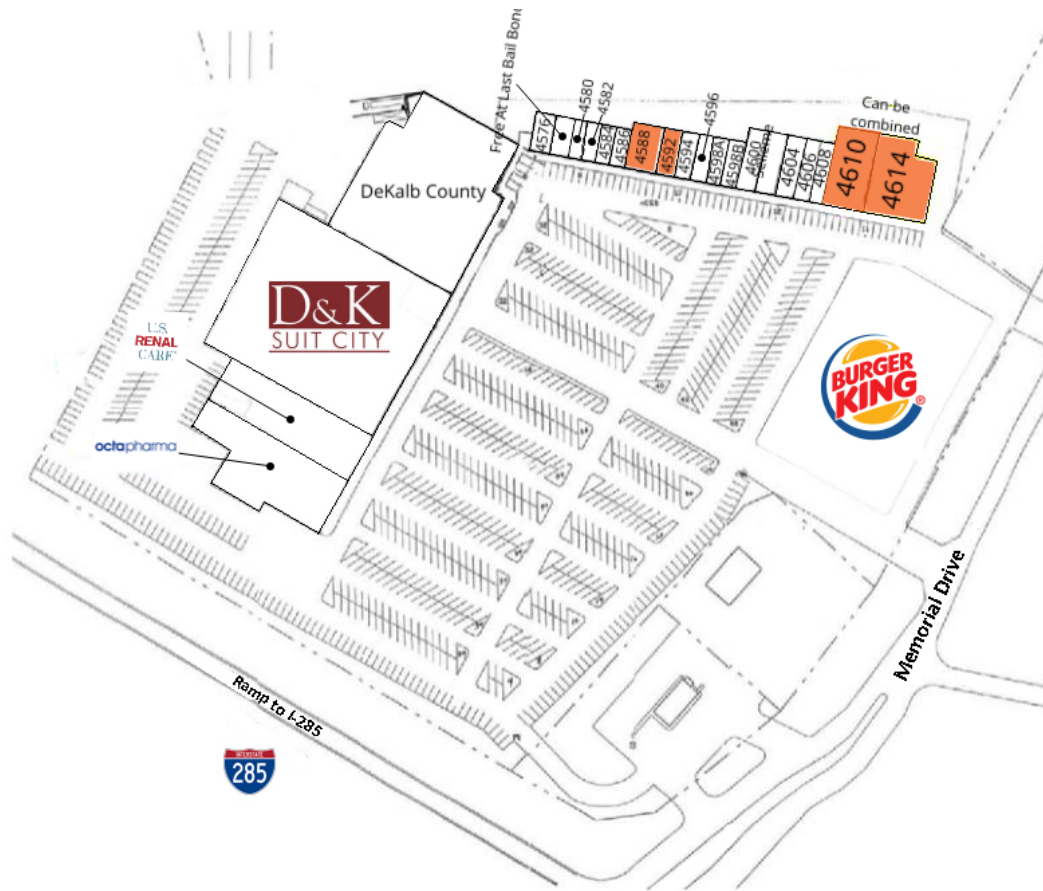 Free At Last Bail Bond
4576
4580
4582
4584
4586
4588
4592
4594
4596
4598A
4598B
4600
4604
4606
4608
Can be
combined
4610
4614
DeKalb County
D&K
SUIT CITY
U.S.
RENAL
CARE
octapharma
BURGER
KING®
Memorial Drive
Ramp to I-285
INTERSTATE
285